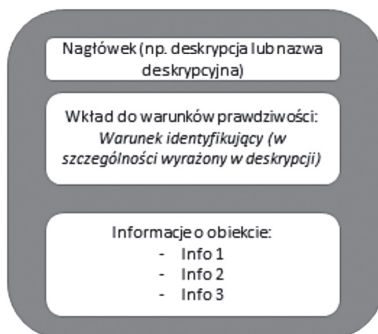 Nagłówek (np. deskrypcja lub nazwa
deskrypcyjna)
Wkład do warunków prawdziwości:
Warunek identyfikujący (w
szczególności wyrażony w deskrypcji)
Informacje o obiekcie:
- Info 1
- Info 2
- Info 3